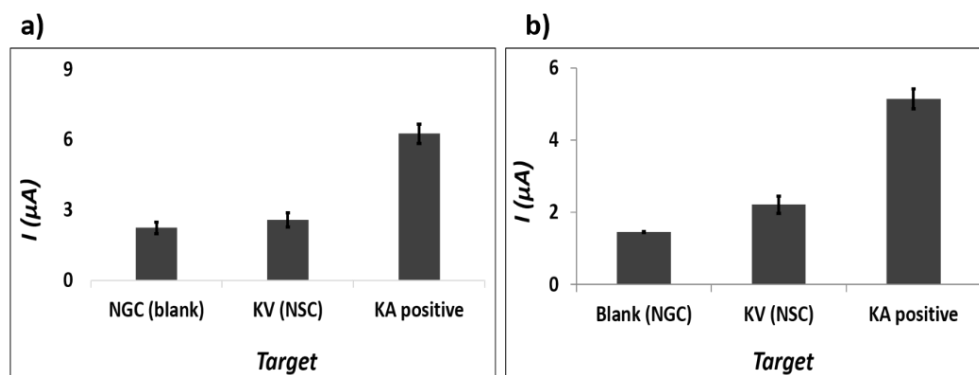 a)
9
6
3
0
I (μA)
NGC (blank)
KV (NSC)
KA positive
Target
b)
6
4
2
0
I (μA)
Blank (NGC)
KV (NSC)
KA positive
Target